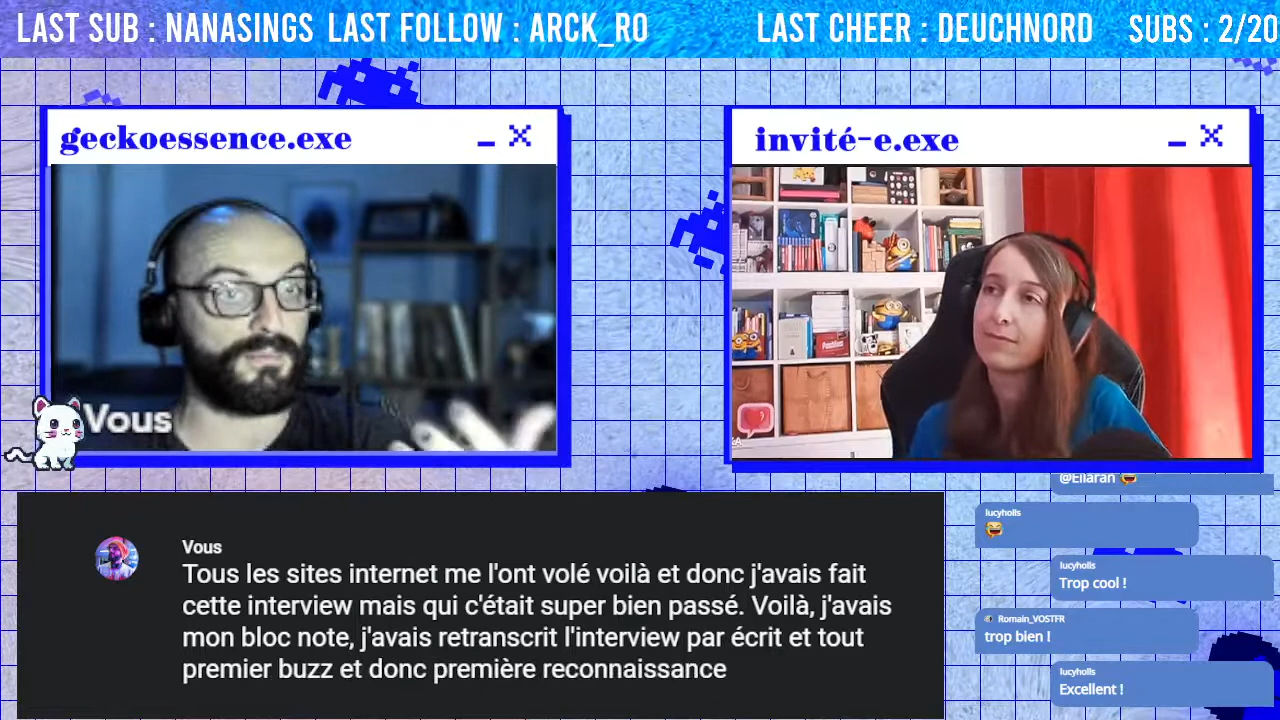 LAST SUB : NANASINGS LAST FOLLOW : ARCK_RO LAST CHEER : DEUCHNORD SUBS : 2/20
geckoessence.exe
invité-e.exe
Vous
Vous
Tous les sites internet me l'ont volé voilà et donc j'avais fait
cette interview mais qui c'était super bien passé. Voilà, j'avais
mon bloc note, j'avais retranscrit l'interview par écrit et tout
premier buzz et donc première reconnaissance
@Ellaran
lucyholls
lucyholls
Trop cool !
Romain_VOSTFR
trop bien !
lucyholls
Excellent !